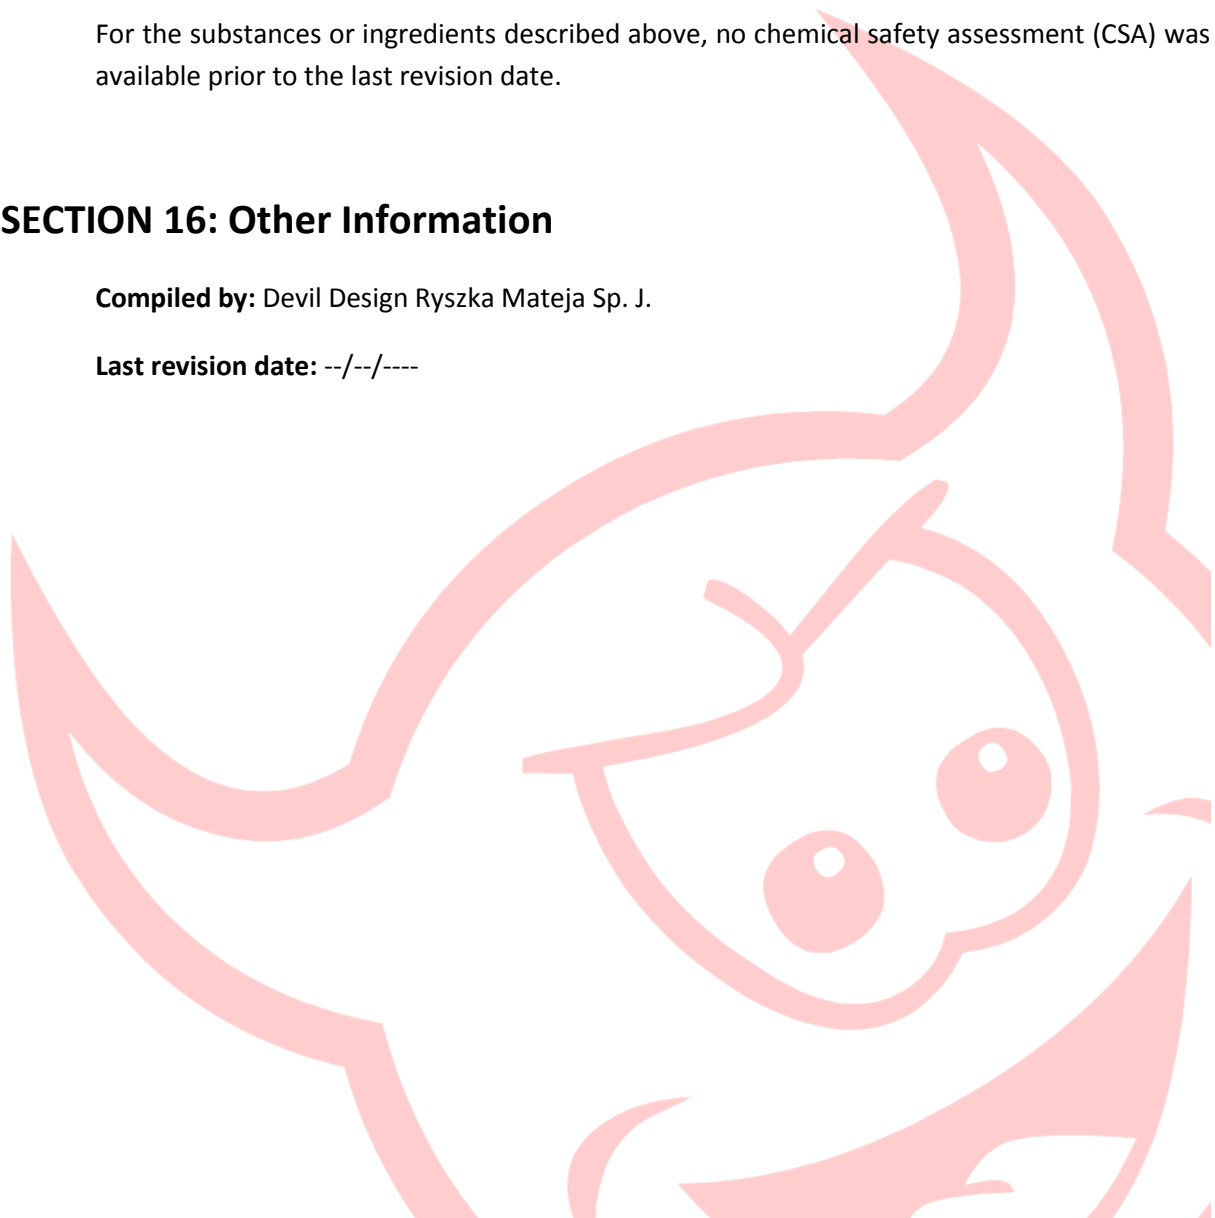 For the substances or ingredients described above, no chemical safety assessment (CSA) was
available prior to the last revision date.
SECTION 16: Other Information
Compiled by: Devil Design Ryszka Mateja Sp. J.
Last revision date: --/--/----